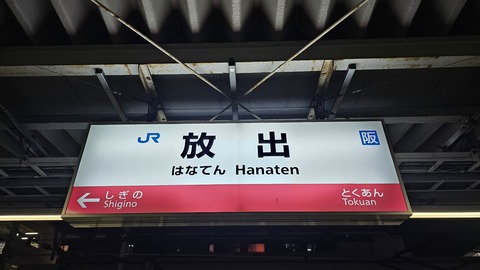 JR 放出 阪
はなてん Hanaten
← しぎの とくあん
Shigino Tokuan